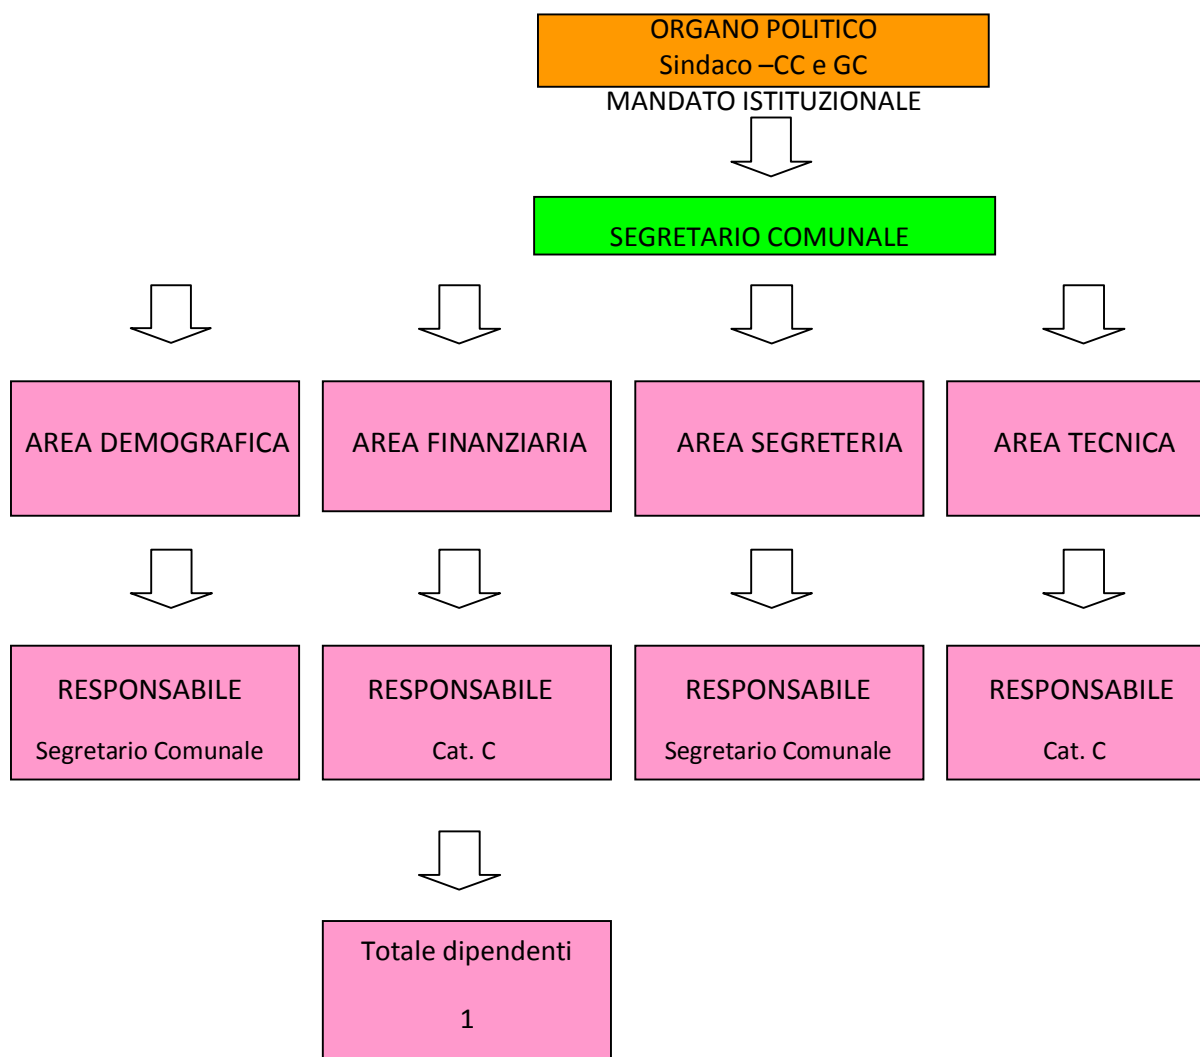 ORGANO POLITICO
Sindaco –CC e GC
MANDATO ISTITUZIONALE
SEGRETARIO COMUNALE
AREA DEMOGRAFICA
AREA FINANZIARIA
AREA SEGRETERIA
AREA TECNICA
RESPONSABILE
Segretario Comunale
RESPONSABILE
Cat. C
RESPONSABILE
Segretario Comunale
RESPONSABILE
Cat. C
Totale dipendenti
1